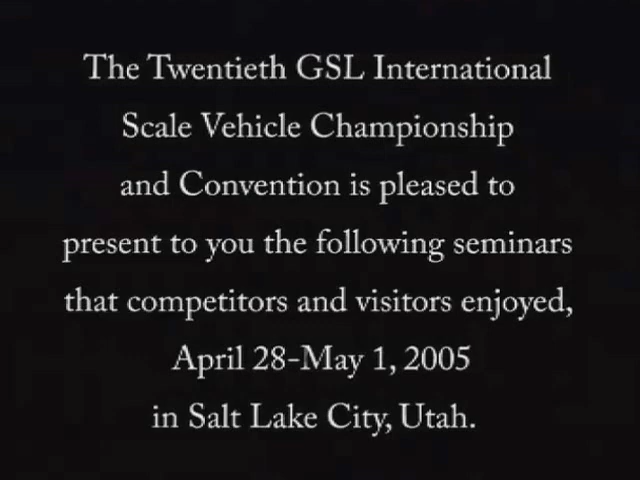 The Twentieth GSL International
Scale Vehicle Championship
and Convention is pleased to
present to you the following seminars
that competitors and visitors enjoyed,
April 28-May 1, 2005
in Salt Lake City, Utah.